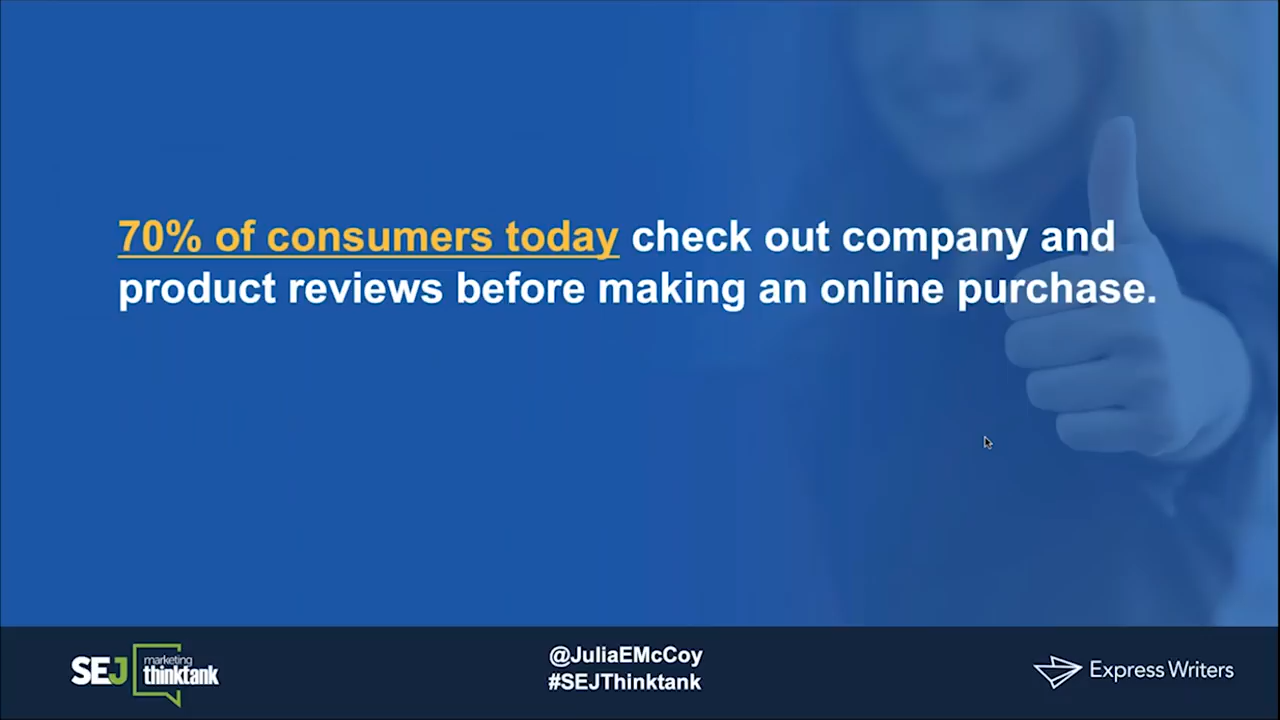 70% of consumers today check out company and
product reviews before making an online purchase.
SEJ marketing
thinktank
@JuliaEMcCoy
#SEJThinktank
Express Writers